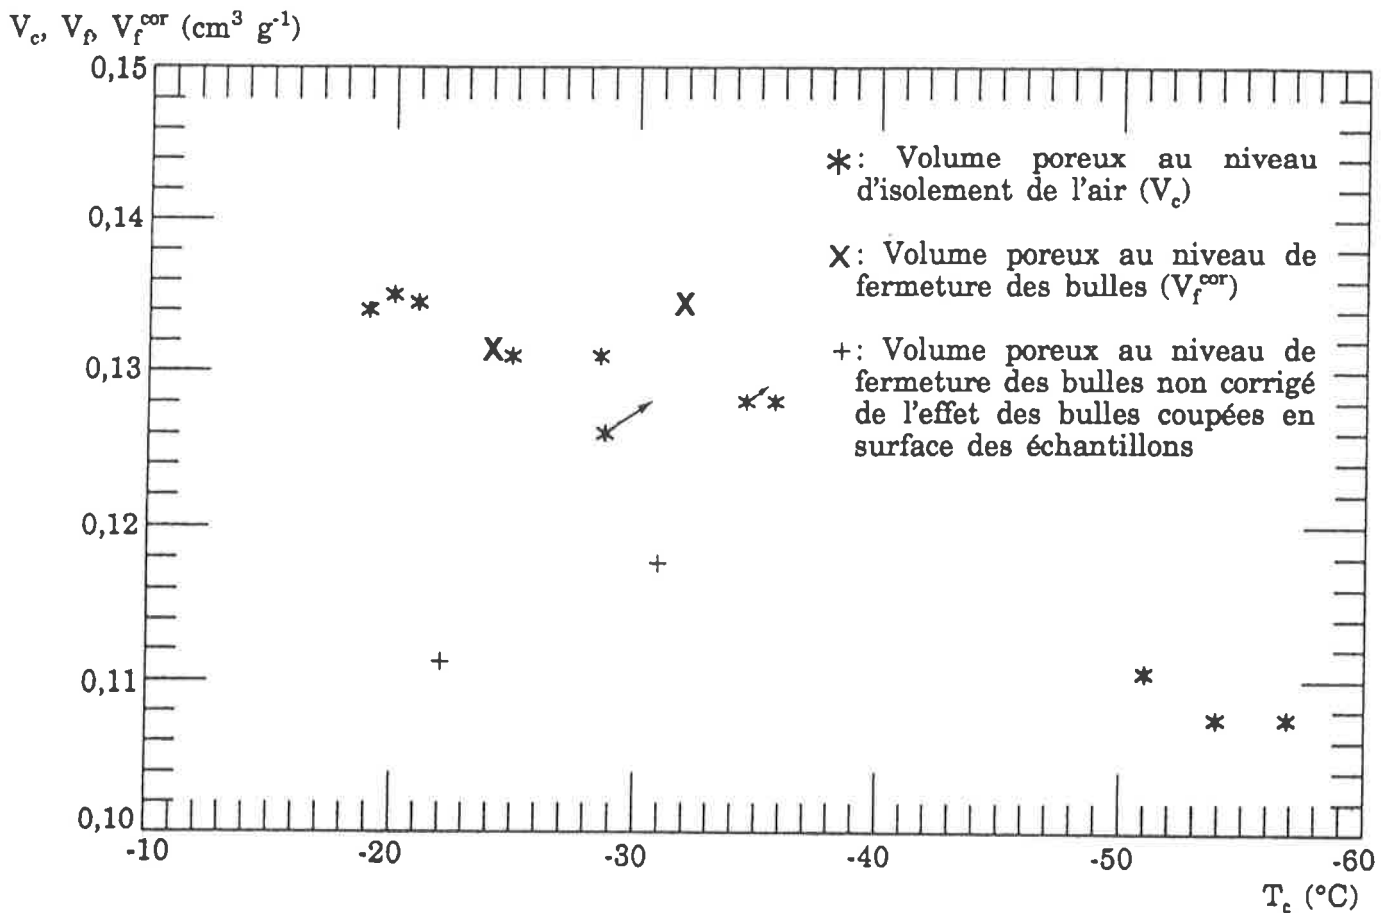 V_c, V_f, V_f^cor (cm³ g⁻¹)
0,15
0,14
0,13
0,12
0,11
0,10
*: Volume poreux au niveau
d'isolement de l'air (V_c)
X: Volume poreux au niveau de
fermeture des bulles (V_f^cor)
+: Volume poreux au niveau de
fermeture des bulles non corrigé
de l'effet des bulles coupées en
surface des échantillons
-10 -20 -30 -40 -50 -60
T_c (°C)